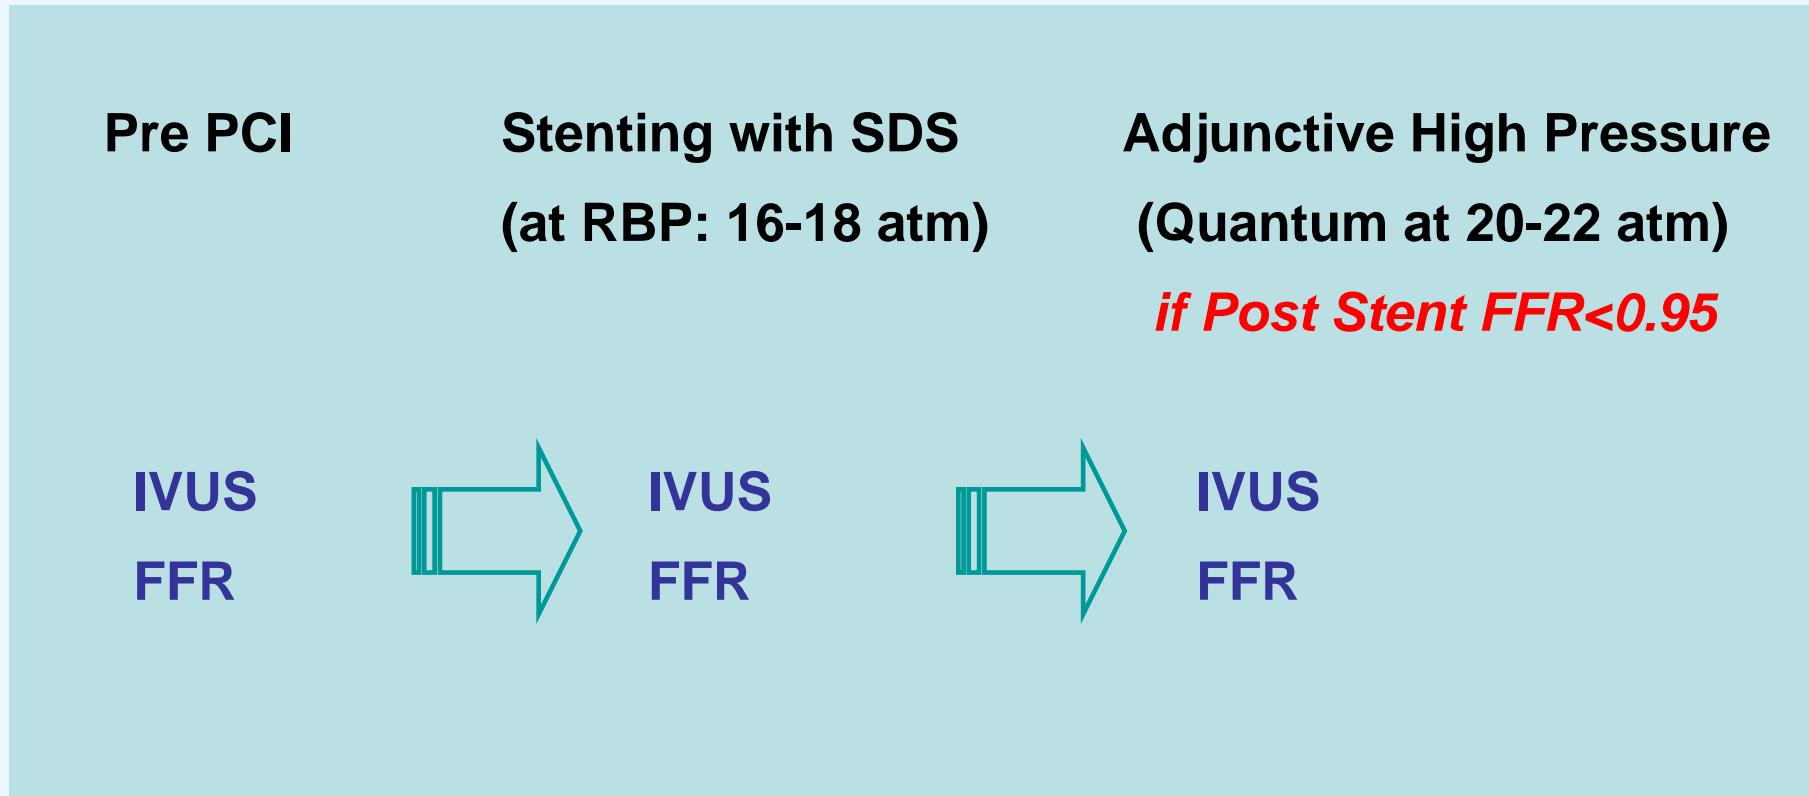 Pre PCI
Stenting with SDS
(at RBP: 16-18 atm)
Adjunctive High Pressure
(Quantum at 20-22 atm)
if Post Stent FFR<0.95
IVUS
FFR
IVUS
FFR
IVUS
FFR